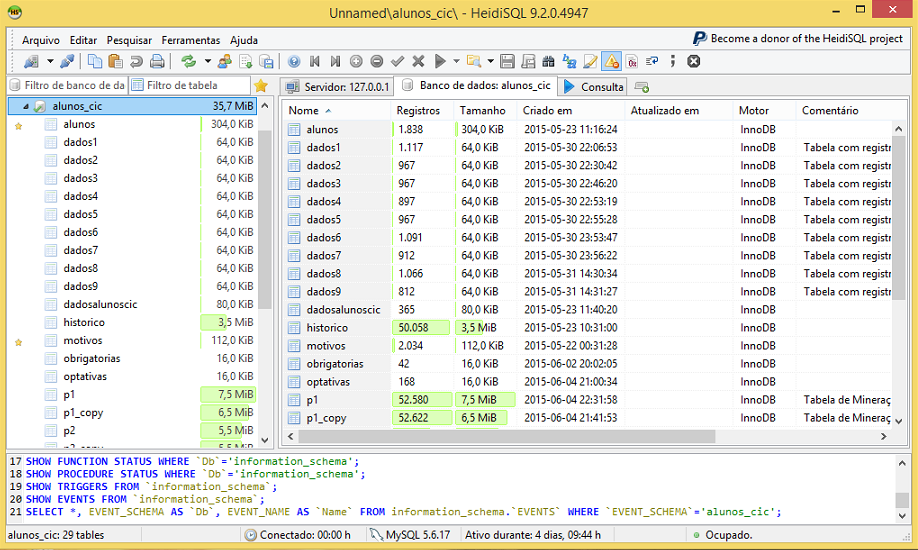 Unnamed\alunos_cic\ - HeidiSQL 9.2.0.4947
Arquivo Editar Pesquisar Ferramentas Ajuda
Become a donor of the HeidiSQL project
Filtro de banco de da
Filtro de tabela
alunos_cic 35,7 MiB
alunos 304,0 KiB
dados1 64,0 KiB
dados2 64,0 KiB
dados3 64,0 KiB
dados4 64,0 KiB
dados5 64,0 KiB
dados6 64,0 KiB
dados7 64,0 KiB
dados8 64,0 KiB
dados9 64,0 KiB
dadosalunoscic 80,0 KiB
historico 3,5 MiB
motivos 112,0 KiB
obrigatorias 16,0 KiB
optativas 16,0 KiB
p1 7,5 MiB
p1_copy 6,5 MiB
p2 5,5 MiB
Servidor: 127.0.0.1 Banco de dados: alunos_cic Consulta
Nome Registros Tamanho Criado em Atualizado em Motor Comentário
alunos 1.838 304,0 KiB 2015-05-23 11:16:24 InnoDB
dados1 1.117 64,0 KiB 2015-05-30 22:06:53 InnoDB Tabela com registr
dados2 967 64,0 KiB 2015-05-30 22:30:42 InnoDB Tabela com registr
dados3 967 64,0 KiB 2015-05-30 22:46:20 InnoDB Tabela com registr
dados4 897 64,0 KiB 2015-05-30 22:53:19 InnoDB Tabela com registr
dados5 967 64,0 KiB 2015-05-30 22:55:28 InnoDB Tabela com registr
dados6 1.091 64,0 KiB 2015-05-30 23:53:47 InnoDB Tabela com registr
dados7 912 64,0 KiB 2015-05-30 23:56:22 InnoDB Tabela com registr
dados8 1.066 64,0 KiB 2015-05-31 14:30:34 InnoDB Tabela com registr
dados9 812 64,0 KiB 2015-05-31 14:31:27 InnoDB Tabela com registr
dadosalunoscic 365 80,0 KiB 2015-05-23 11:40:20 InnoDB
historico 50.058 3,5 MiB 2015-05-23 10:31:00 InnoDB
motivos 2.034 112,0 KiB 2015-05-22 00:31:28 InnoDB
obrigatorias 42 16,0 KiB 2015-06-02 20:02:05 InnoDB
optativas 168 16,0 KiB 2015-06-04 21:00:34 InnoDB
p1 52.580 7,5 MiB 2015-06-04 22:31:58 InnoDB Tabela de Mineraç
p1_copy 52.622 6,5 MiB 2015-06-04 21:41:53 InnoDB Tabela de Mineraç
17 SHOW FUNCTION STATUS WHERE `Db`='information_schema';
18 SHOW PROCEDURE STATUS WHERE `Db`='information_schema';
19 SHOW TRIGGERS FROM `information_schema`;
20 SHOW EVENTS FROM `information_schema`;
21 SELECT *, EVENT_SCHEMA AS `Db`, EVENT_NAME AS `Name` FROM information_schema.`EVENTS` WHERE `EVENT_SCHEMA`='alunos_cic';
alunos_cic: 29 tables Conectado: 00:00 h MySQL 5.6.17 Ativo durante: 4 dias, 09:44 h Ocupado.